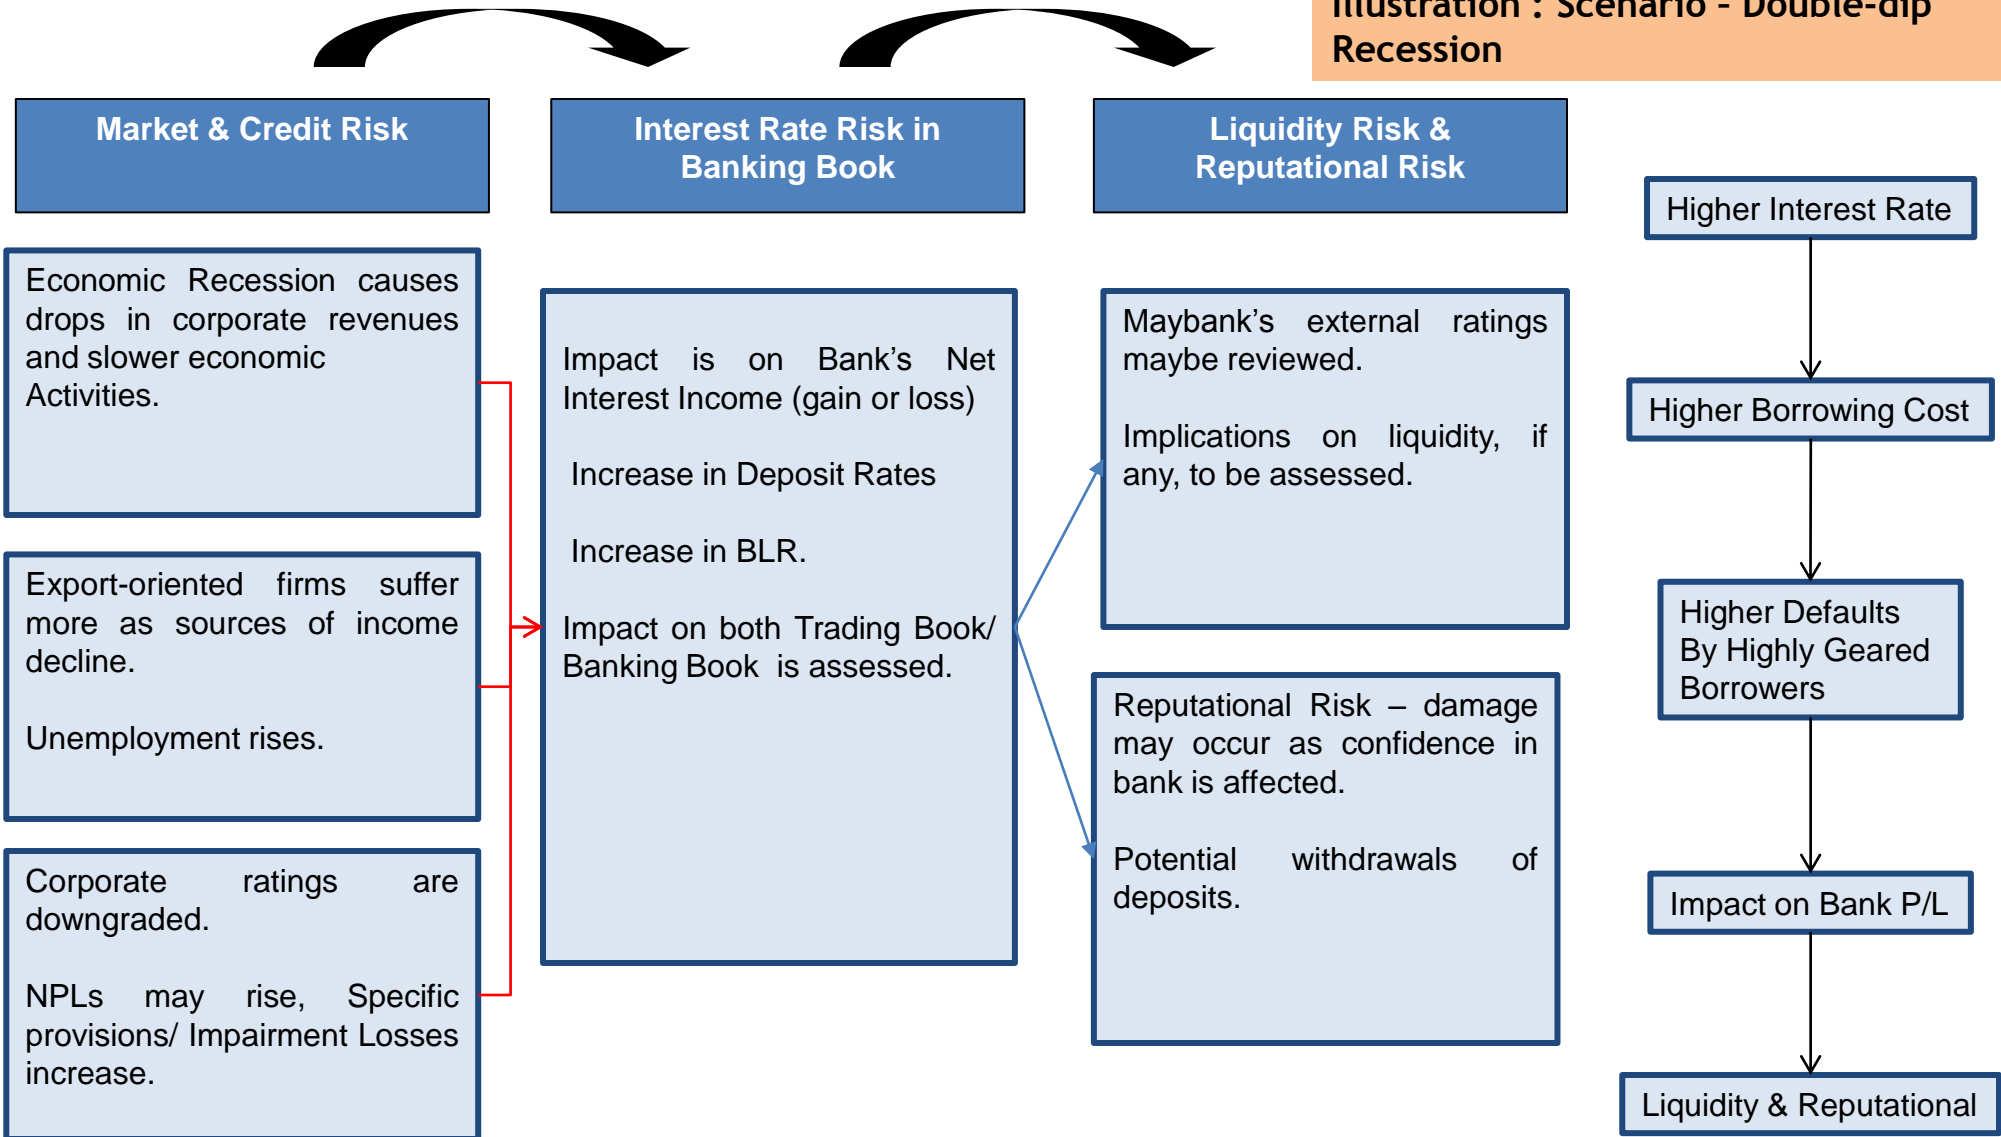 Illustration : Scenario – Double-dip
Recession
Market & Credit Risk
Interest Rate Risk in
Banking Book
Liquidity Risk &
Reputational Risk
Economic Recession causes
drops in corporate revenues
and slower economic
Activities.
Export-oriented firms suffer
more as sources of income
decline.
Unemployment rises.
Corporate ratings are
downgraded.
NPLs may rise, Specific
provisions/ Impairment Losses
increase.
Impact is on Bank’s Net
Interest Income (gain or loss)
Increase in Deposit Rates
Increase in BLR.
Impact on both Trading Book/
Banking Book is assessed.
Maybank’s external ratings
maybe reviewed.
Implications on liquidity, if
any, to be assessed.
Reputational Risk – damage
may occur as confidence in
bank is affected.
Potential withdrawals of
deposits.
Higher Interest Rate
Higher Borrowing Cost
Higher Defaults
By Highly Geared
Borrowers
Impact on Bank P/L
Liquidity & Reputational